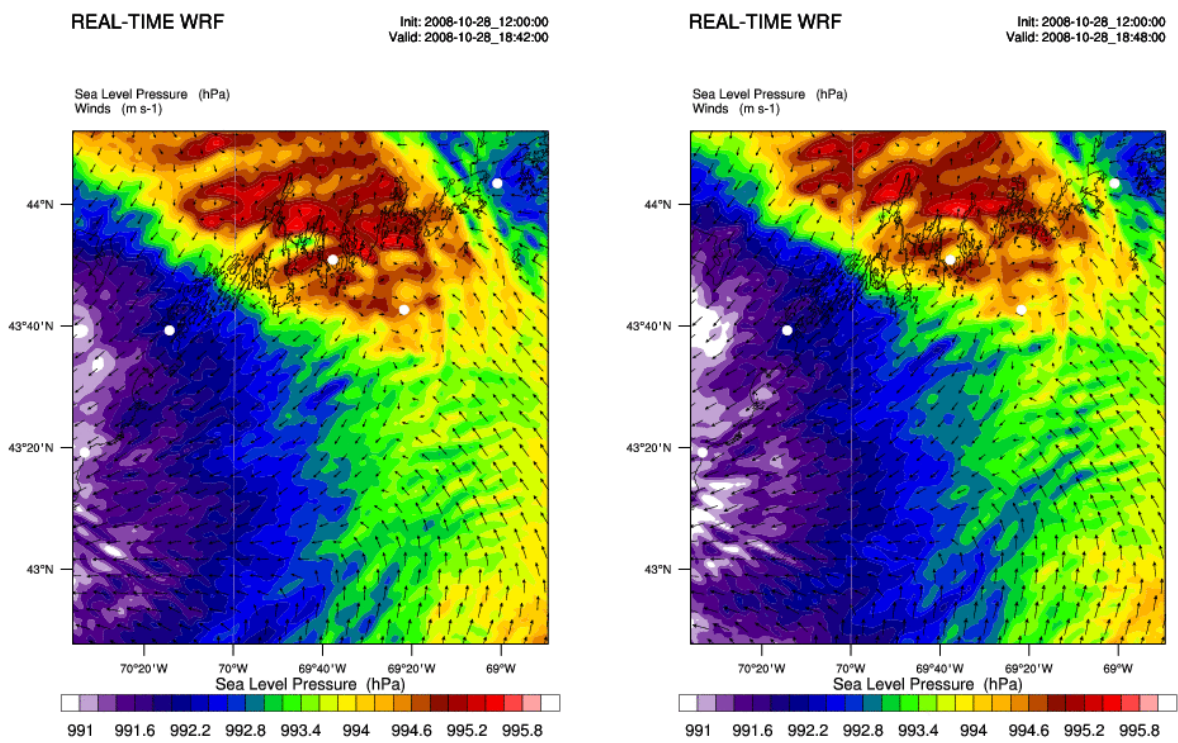 REAL-TIME WRF
Init: 2008-10-28_12:00:00
Valid: 2008-10-28_18:42:00
Sea Level Pressure (hPa)
Winds (m s-1)
44°N
43°40'N
43°20'N
43°N
70°20'W 70°W 69°40'W 69°20'W 69°W
Sea Level Pressure (hPa)
991 991.6 992.2 992.8 993.4 994 994.6 995.2 995.8
REAL-TIME WRF
Init: 2008-10-28_12:00:00
Valid: 2008-10-28_18:48:00
Sea Level Pressure (hPa)
Winds (m s-1)
44°N
43°40'N
43°20'N
43°N
70°20'W 70°W 69°40'W 69°20'W 69°W
Sea Level Pressure (hPa)
991 991.6 992.2 992.8 993.4 994 994.6 995.2 995.8